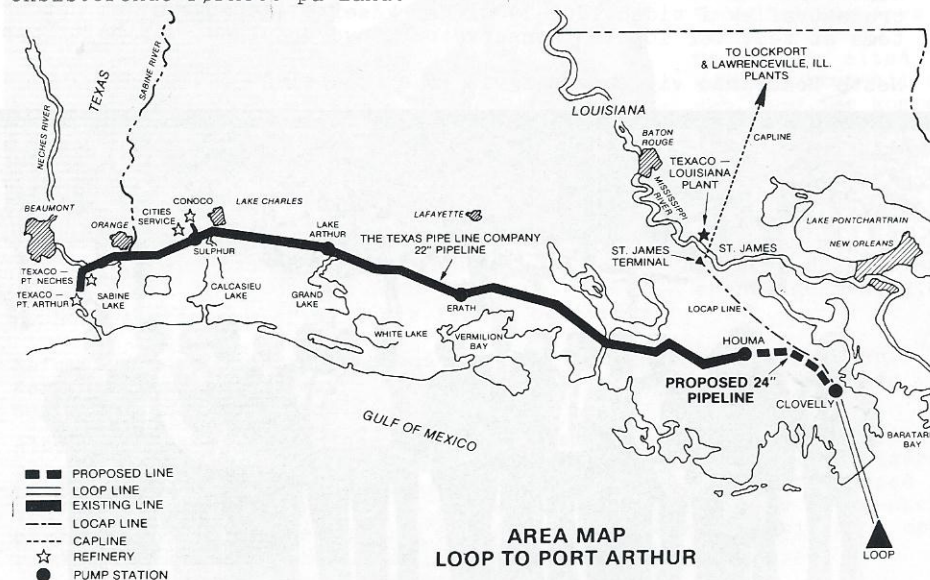 eksisterende rørnett på land.
TO LOCKPORT
& LAWRENCEVILLE, ILL.
PLANTS
TEXAS
SABINE RIVER
NECHES RIVER
LOUISIANA
BATON
ROUGE
CAPLINE
MISSISSIPPI
RIVER
TEXACO —
LOUISIANA
PLANT
LAKE PONTCHARTRAIN
NEW ORLEANS
BEAUMONT
ORANGE
CITIES
SERVICE
CONOCO
LAKE CHARLES
SULPHUR
LAKE
ARTHUR
LAFAYETTE
THE TEXAS PIPE LINE COMPANY
22" PIPELINE
ST. JAMES
TERMINAL
ST. JAMES
TEXACO —
PT. NECHES
TEXACO —
PT. ARTHUR
SABINE
LAKE
CALCASIEU
LAKE
GRAND
LAKE
ERATH
WHITE LAKE
VERMILION
BAY
LOCAP LINE
HOUMA
PROPOSED 24"
PIPELINE
CLOVELLY
BARATARIA
BAY
GULF OF MEXICO
PROPOSED LINE
LOOP LINE
EXISTING LINE
LOCAP LINE
CAPLINE
REFINERY
PUMP STATION
AREA MAP
LOOP TO PORT ARTHUR
LOOP